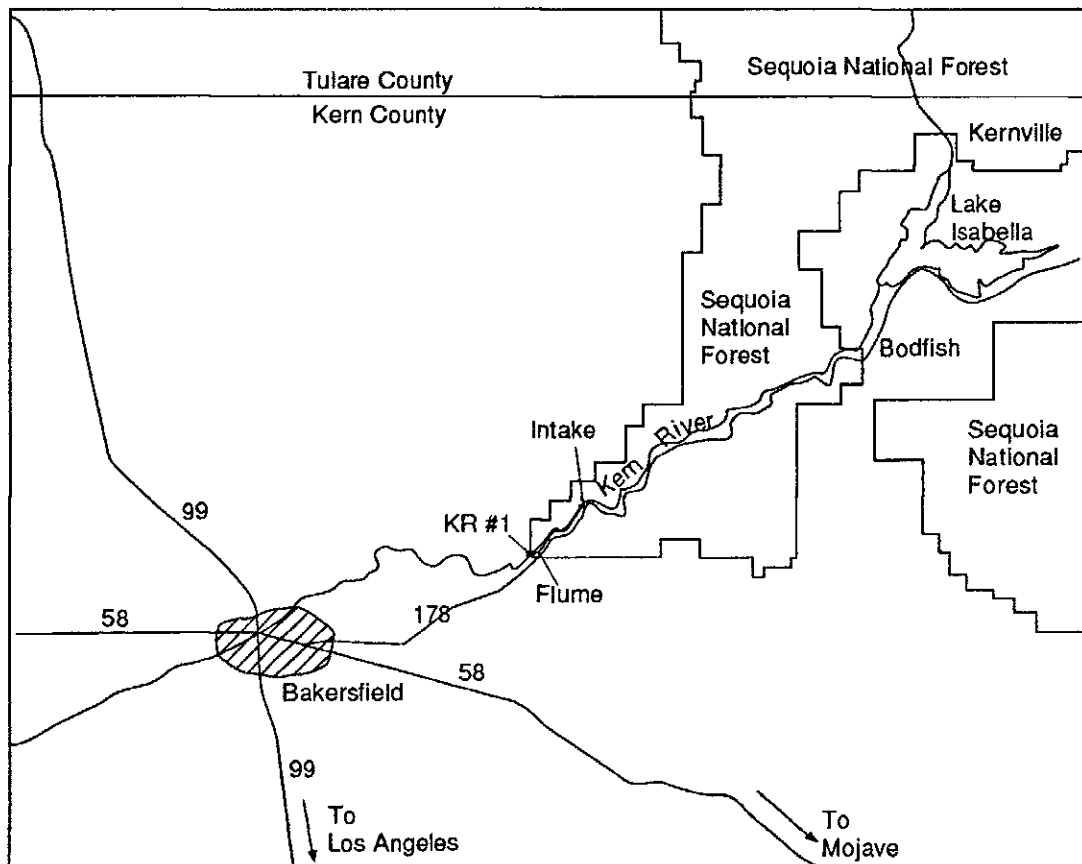 Tulare County
Sequoia National Forest
Kern County
Kernville
Lake
Isabella
Sequoia
National
Forest
Bodfish
Intake
Kern River
Sequoia
National
Forest
99
KR #1
Flume
58
178
58
Bakersfield
99
To
Los Angeles
To
Mojave